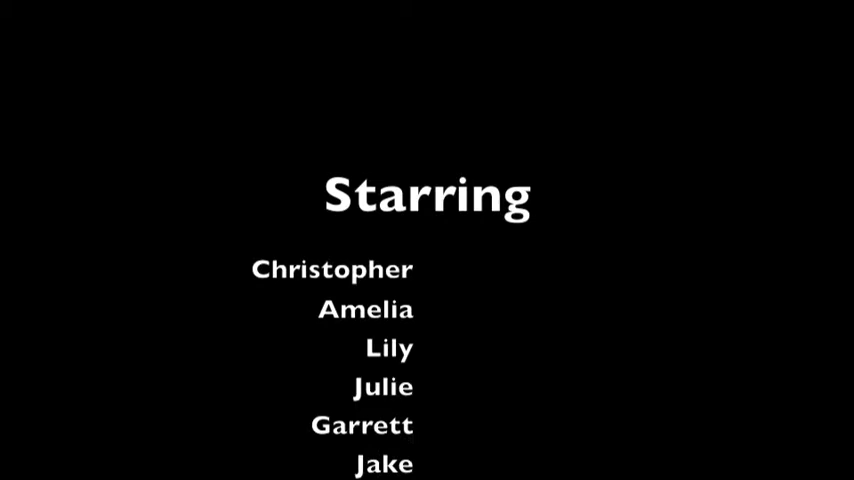 Starring
Christopher
Amelia
Lily
Julie
Garrett
Jake